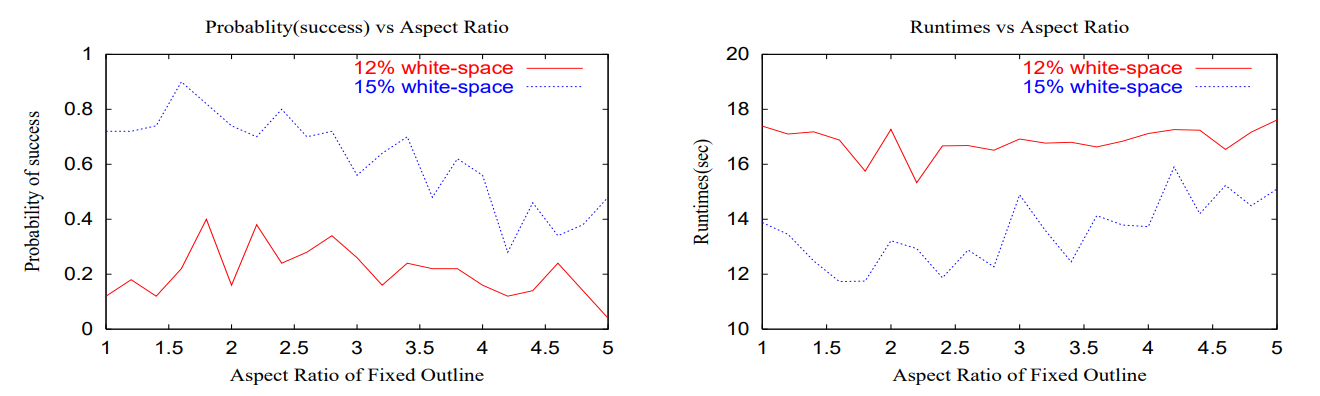 Probablity(success) vs Aspect Ratio
1
0.8
0.6
0.4
0.2
0
Probability of success
12% white-space
15% white-space
1 1.5 2 2.5 3 3.5 4 4.5 5
Aspect Ratio of Fixed Outline
Runtimes vs Aspect Ratio
20
18
16
14
12
10
Runtimes(sec)
12% white-space
15% white-space
1 1.5 2 2.5 3 3.5 4 4.5 5
Aspect Ratio of Fixed Outline